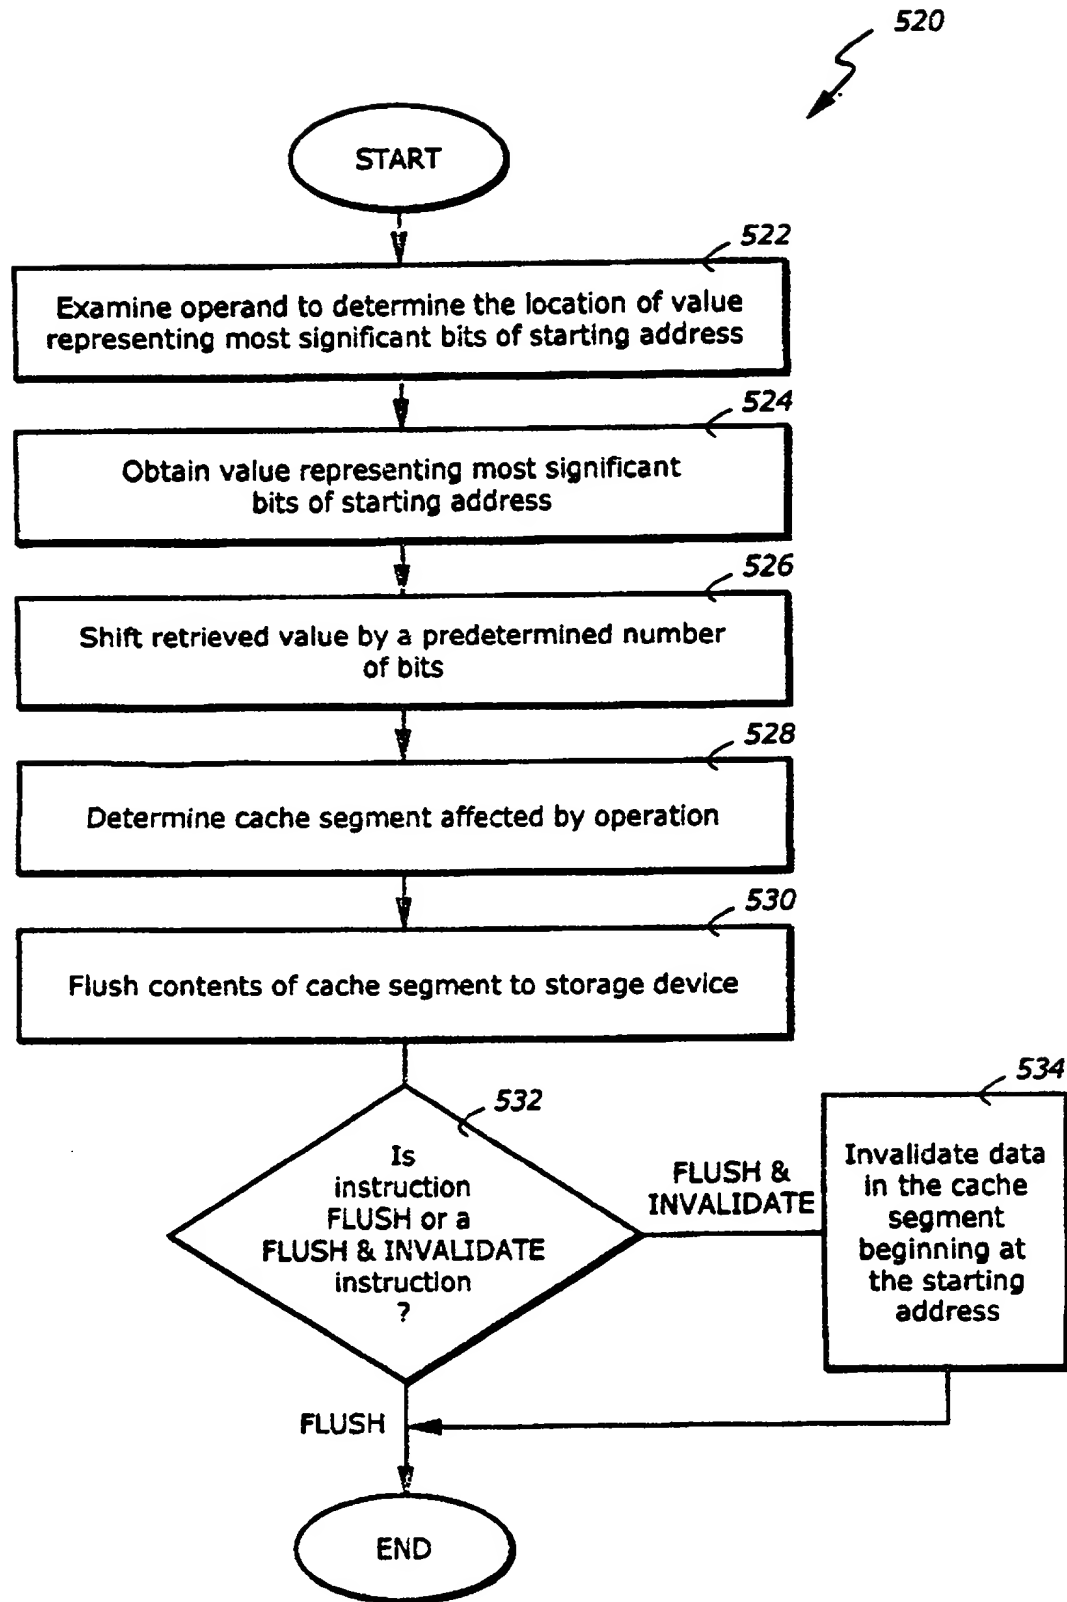 520
START
522
Examine operand to determine the location of value
representing most significant bits of starting address
524
Obtain value representing most significant
bits of starting address
526
Shift retrieved value by a predetermined number
of bits
528
Determine cache segment affected by operation
530
Flush contents of cache segment to storage device
532
Is
instruction
FLUSH or a
FLUSH & INVALIDATE
instruction
?
FLUSH &
INVALIDATE
534
Invalidate data
in the cache
segment
beginning at
the starting
address
FLUSH
END